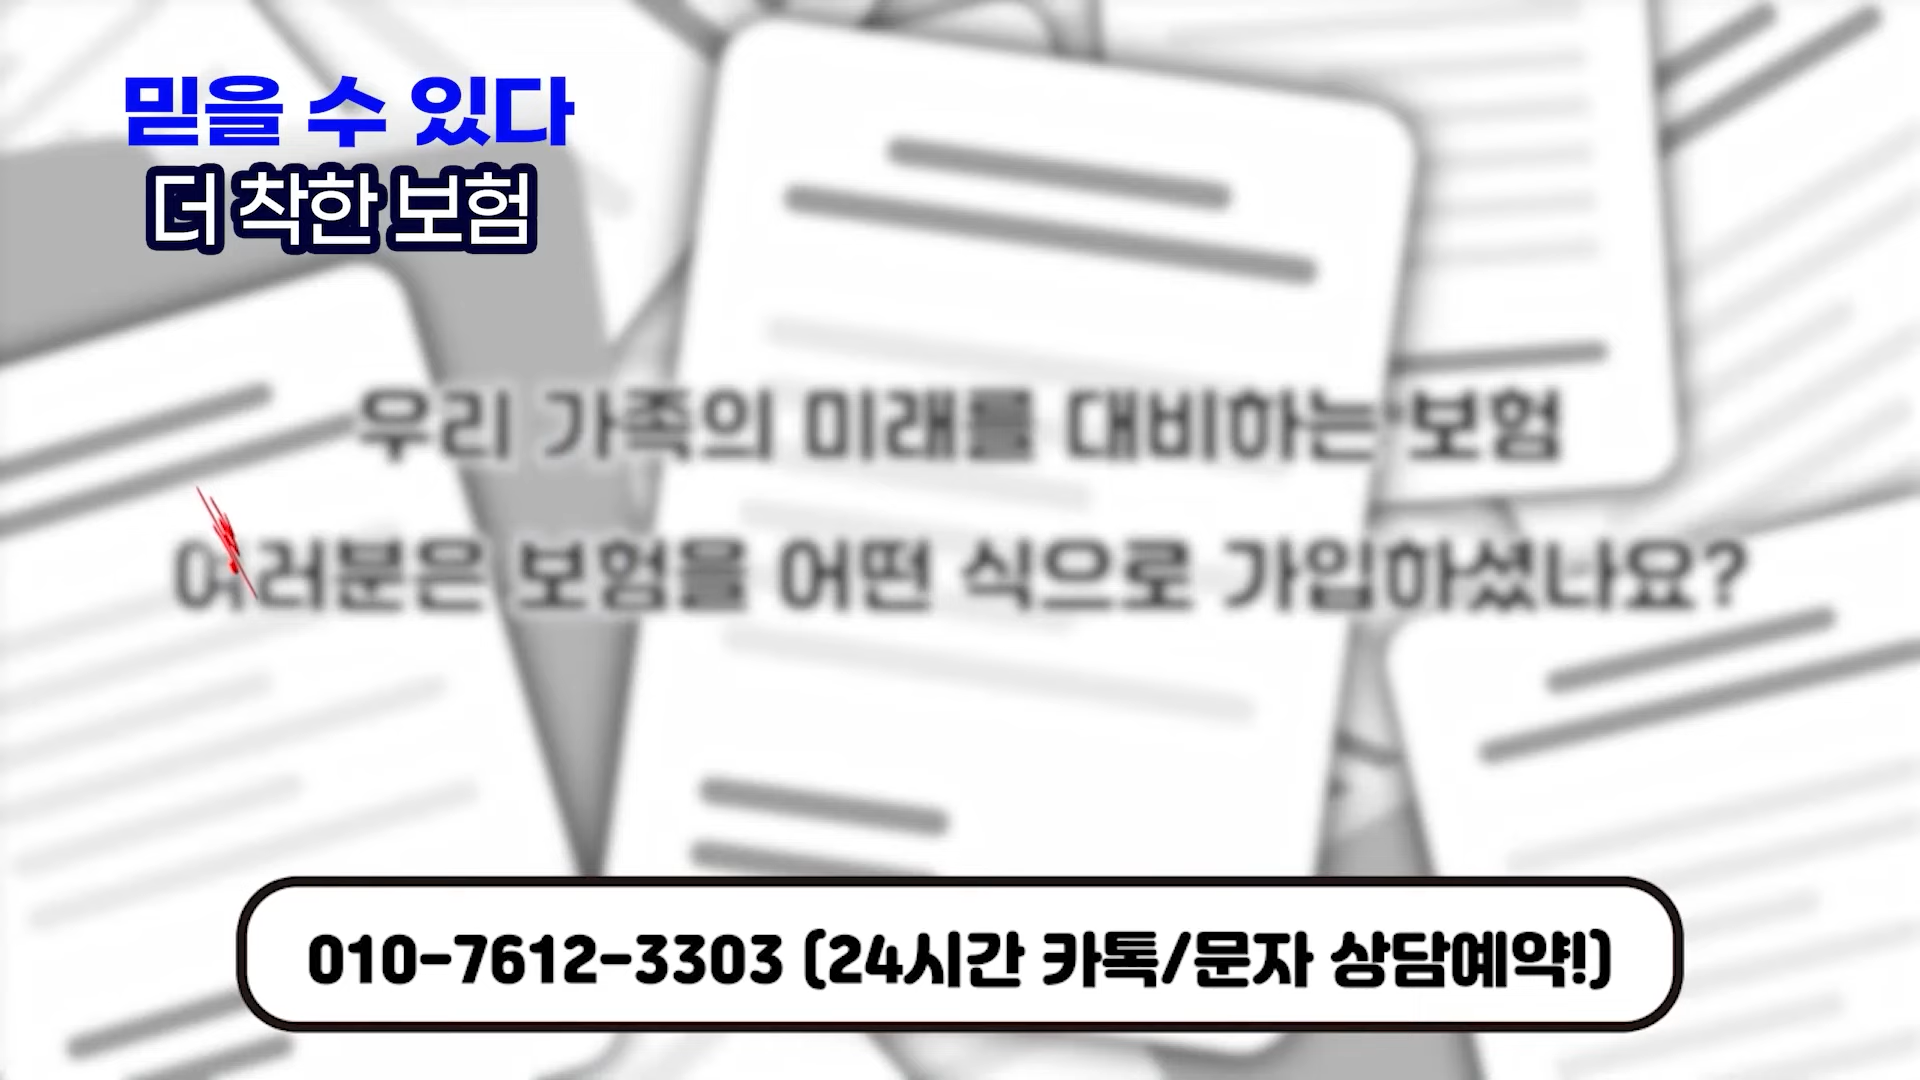 믿을 수 있다
더 착한 보험
우리 가족의 미래를 대비하는 보험
여러분은 보험을 어떤 식으로 가입하셨나요?
010-7612-3303 (24시간 카톡/문자 상담예약!)